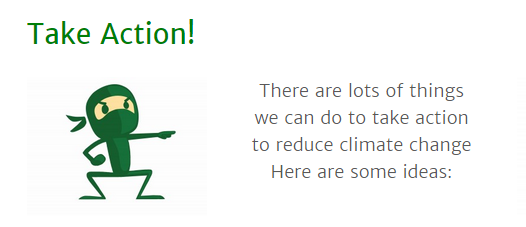 Take Action!
There are lots of things
we can do to take action
to reduce climate change
Here are some ideas: